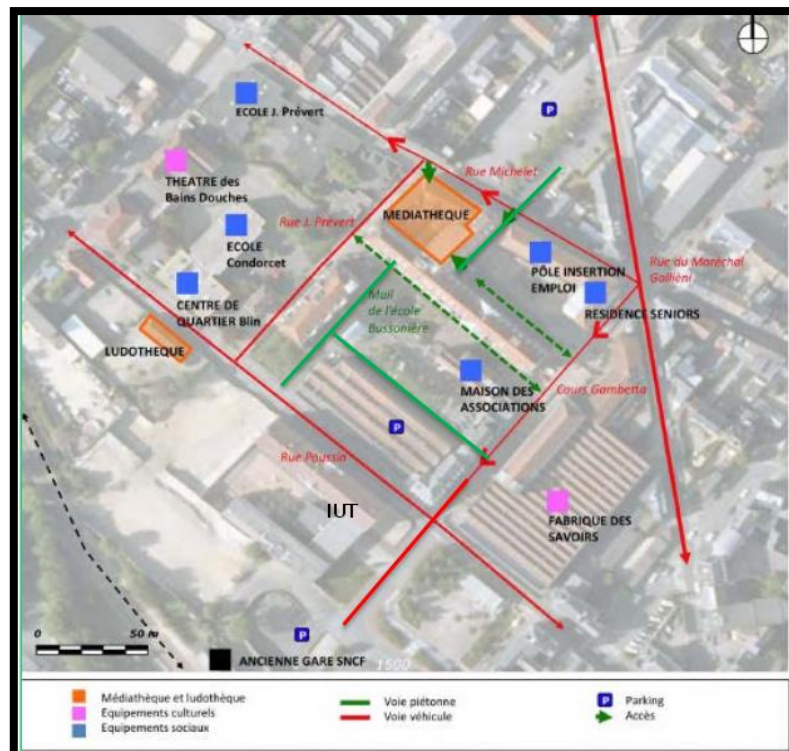 P
ECOLE J. Prévert
Rue Michelet
THEATRE des
Bains Douches
MEDIATHEQUE
Rue J. Prévert
ECOLE
Condorcet
PÔLE INSERTION
EMPLOI
Rue du Maréchal
Galliéni
CENTRE DE
QUARTIER Blin
Mail
de l'école
Bussonière
RESIDENCE SENIORS
LUDOTHEQUE
MAISON DES
ASSOCIATIONS
Cours Gambetta
P
Rue Poussin
IUT
FABRIQUE DES
SAVOIRS
P
0 50 m
ANCIENNE GARE SNCF
1500
Médiathèque et ludothèque
Equipements culturels
Equipements sociaux
Voie piétonne
Voie véhicule
P Parking
Accès